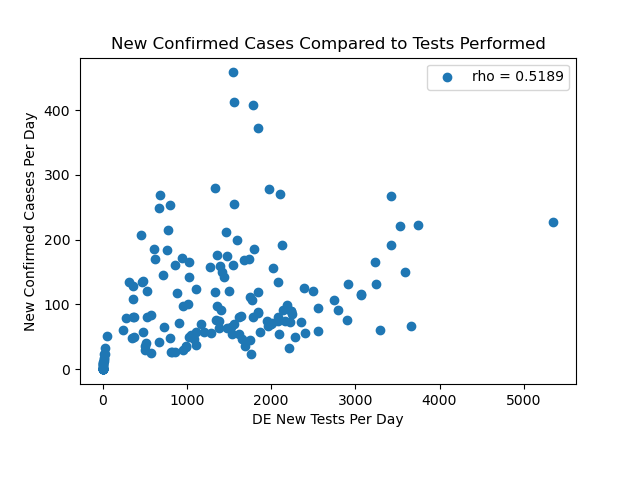 New Confirmed Cases Compared to Tests Performed
rho = 0.5189
New Confirmed Caeses Per Day
400
300
200
100
0
0 1000 2000 3000 4000 5000
DE New Tests Per Day